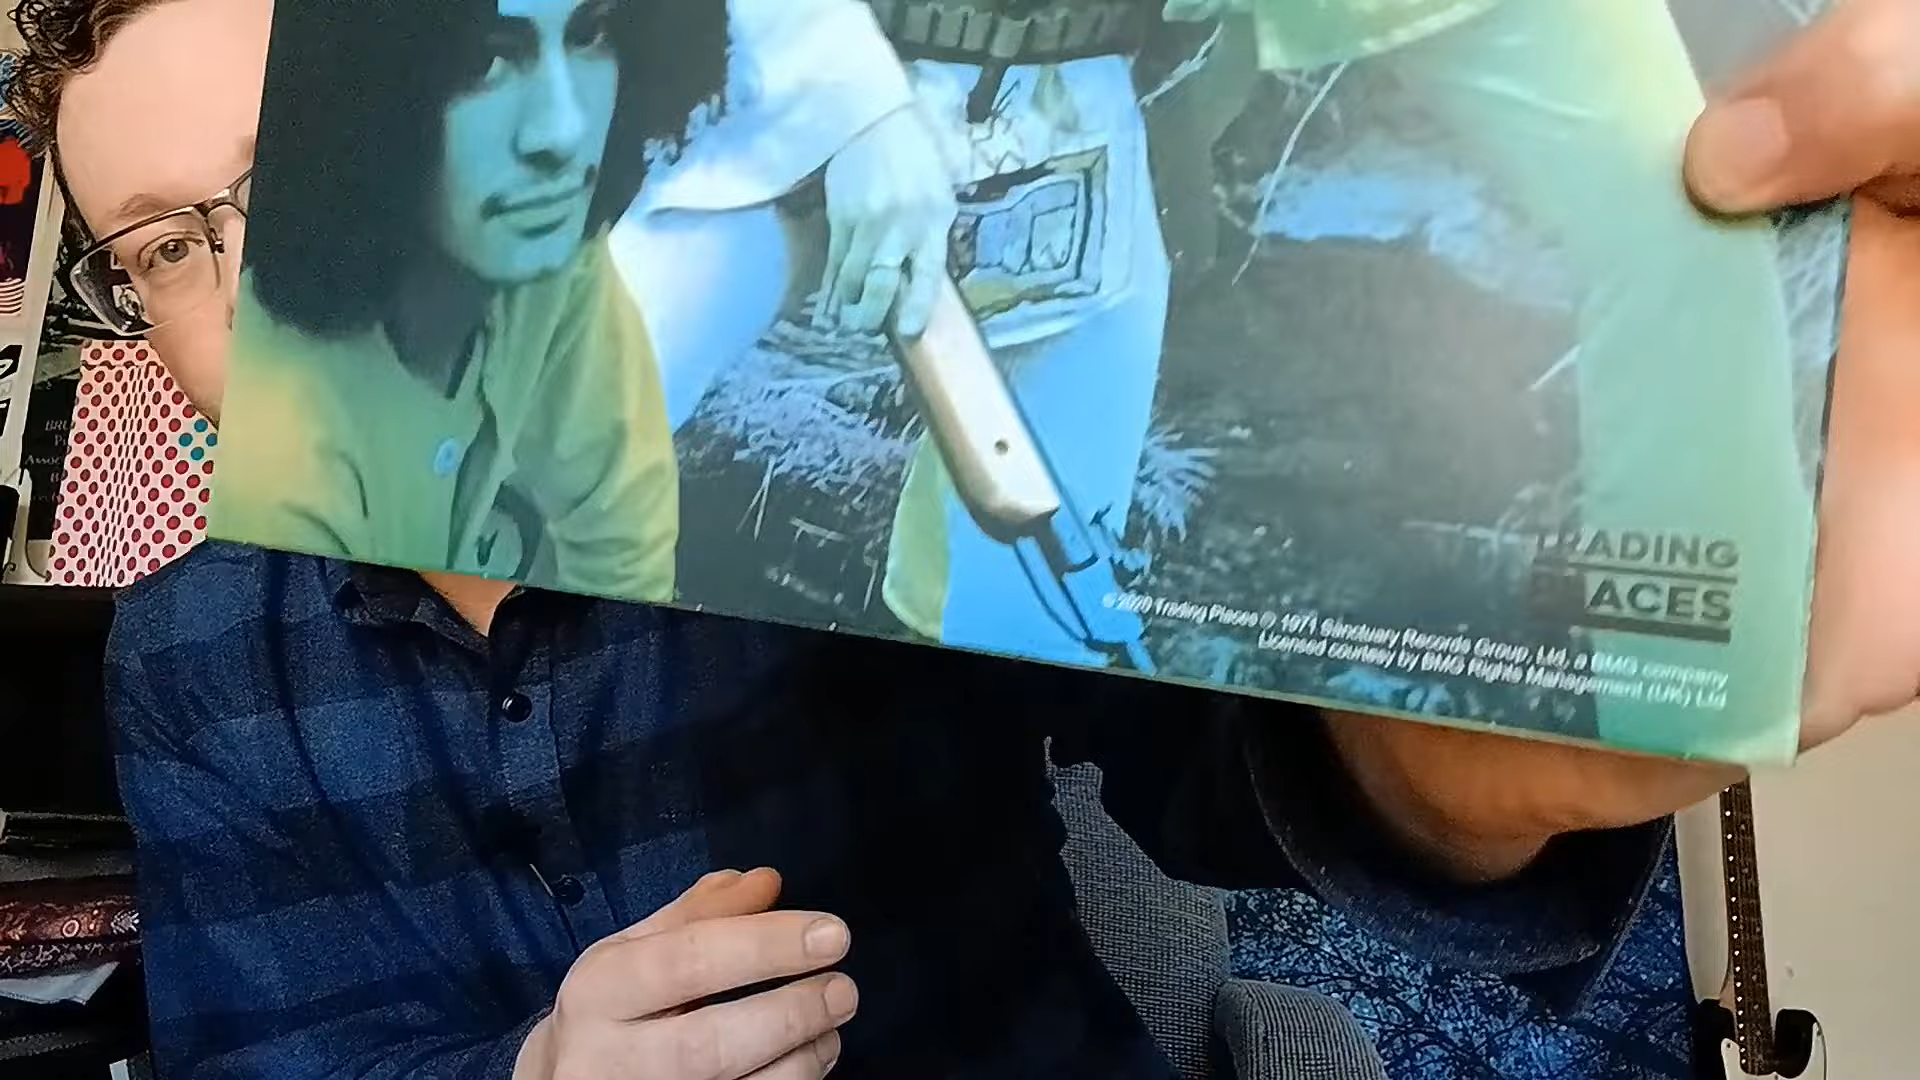 TRADING
PLACES
© 2020 Trading Places ℗ 1971 Sanctuary Records Group, Ltd, a BMG company
Licensed courtesy by BMG Rights Management (UK) Ltd